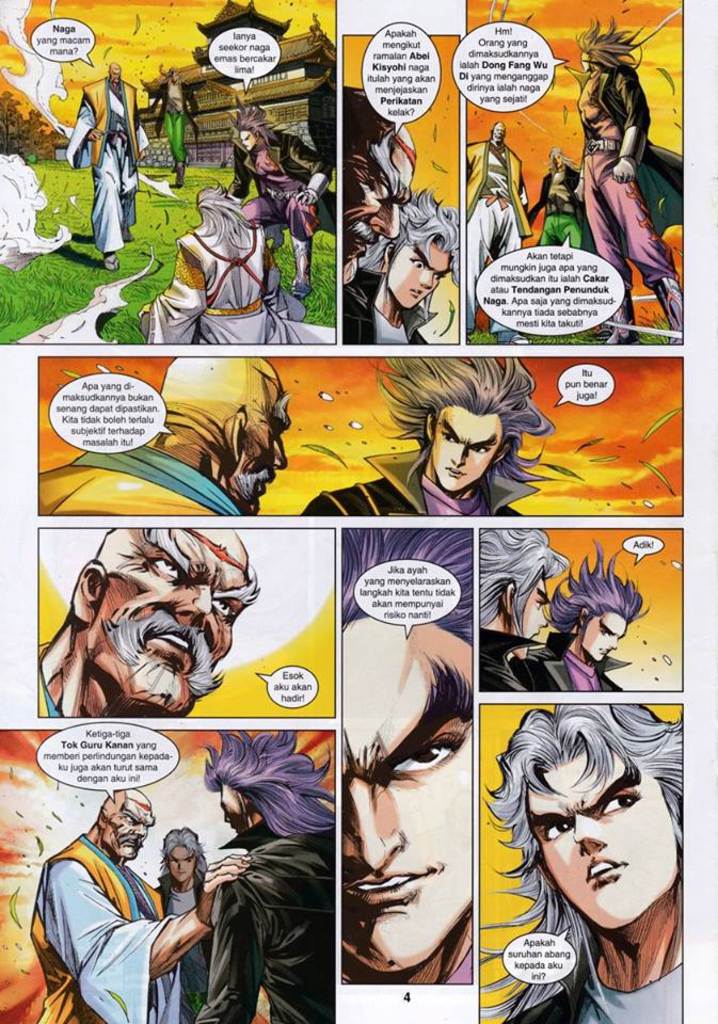 Naga
yang macam
mana?
Ianya
seekor naga
emas bercakar
lima!
Apakah
mengikut
ramalan Abei
Kisyohi naga
itulah yang akan
menjejaskan
Perikatan
kelak?
Hm!
Orang yang
dimaksudkannya
ialah Dong Fang Wu
Di yang menganggap
dirinya ialah naga
yang sejati!
Akan tetapi
mungkin juga apa yang
dimaksudkan itu ialah Cakar
atau Tendangan Penunduk
Naga. Apa saja yang dimaksud-
kannya tiada sebabnya
mesti kita takuti!
Apa yang di-
maksudkannya bukan
senang dapat dipastikan.
Kita tidak boleh terlalu
subjektif terhadap
masalah itu!
Itu
pun benar
juga!
Esok
aku akan
hadir!
Jika ayah
yang menyelaraskan
langkah kita tentu tidak
akan mempunyai
risiko nanti!
Adik!
Ketiga-tiga
Tok Guru Kanan yang
memberi perlindungan kepada-
ku juga akan turut sama
dengan aku ini!
Apakah
suruhan abang
kepada aku
ini?
4